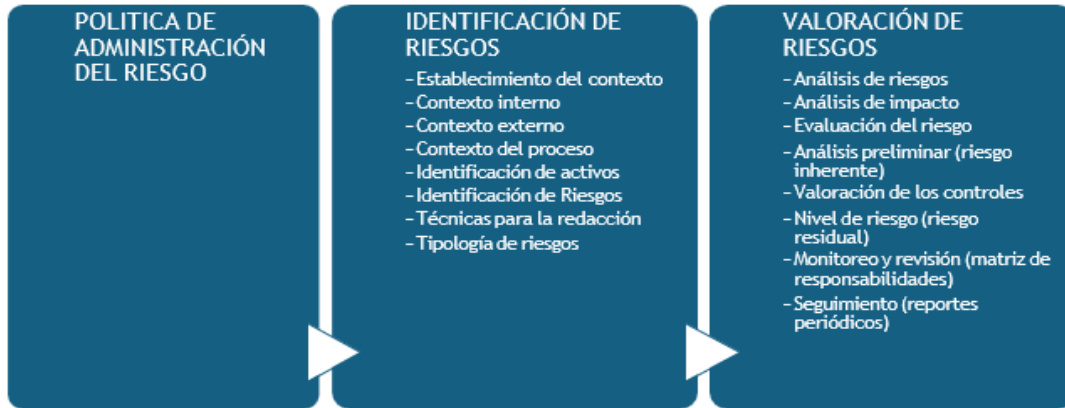 POLITICA DE
ADMINISTRACIÓN
DEL RIESGO
IDENTIFICACIÓN DE
RIESGOS
-Establecimiento del contexto
-Contexto interno
-Contexto externo
-Contexto del proceso
-Identificación de activos
-Identificación de Riesgos
-Técnicas para la redacción
-Tipología de riesgos
VALORACIÓN DE
RIESGOS
-Análisis de riesgos
-Análisis de impacto
-Evaluación del riesgo
-Análisis preliminar (riesgo
inherente)
-Valoración de los controles
-Nivel de riesgo (riesgo
residual)
-Monitoreo y revisión (matriz de
responsabilidades)
-Seguimiento (reportes
periódicos)